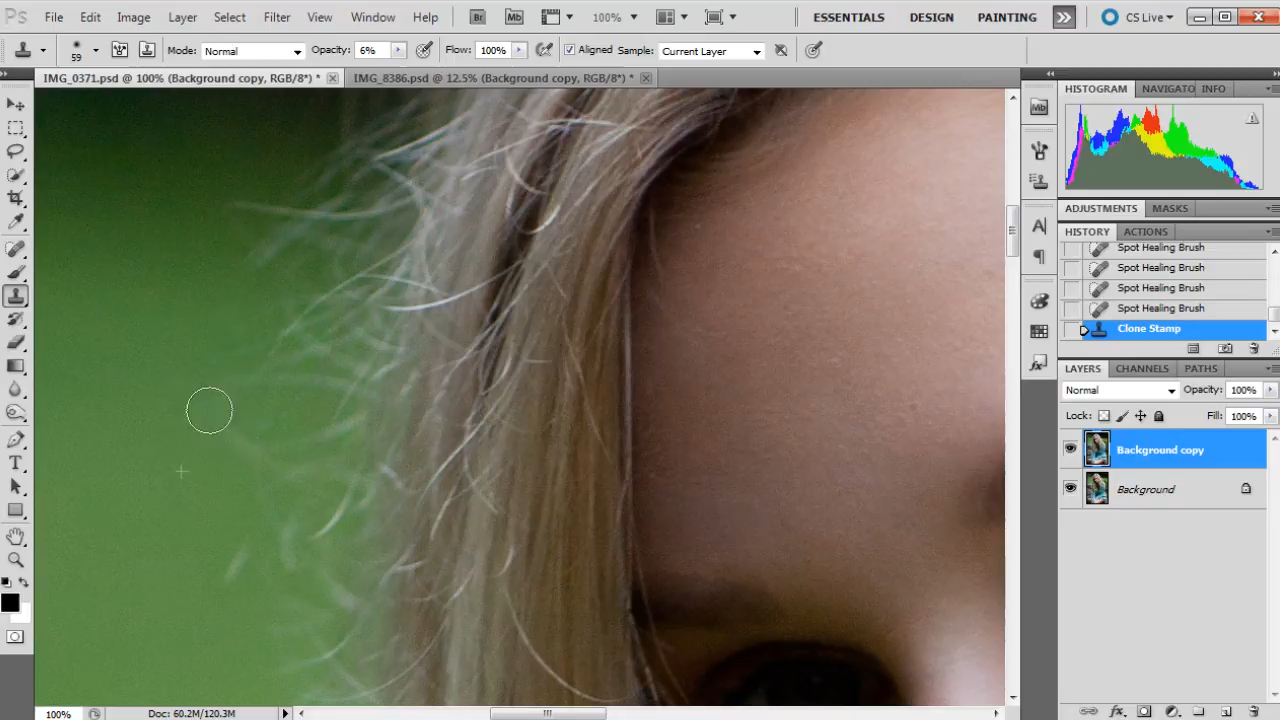 Ps File Edit Image Layer Select Filter View Window Help Br Mb 100% ESSENTIALS DESIGN PAINTING CS Live
59 Mode: Normal Opacity: 6% Flow: 100% Aligned Sample: Current Layer
IMG_0371.psd @ 100% (Background copy, RGB/8*) * IMG_8386.psd @ 12.5% (Background copy, RGB/8*) *
HISTOGRAM NAVIGATO INFO
Mb
ADJUSTMENTS MASKS
HISTORY ACTIONS
Spot Healing Brush
Spot Healing Brush
Spot Healing Brush
Spot Healing Brush
Clone Stamp
LAYERS CHANNELS PATHS
Normal Opacity: 100%
Lock: Fill: 100%
Background copy
Background
100% Doc: 60.2M/120.3M